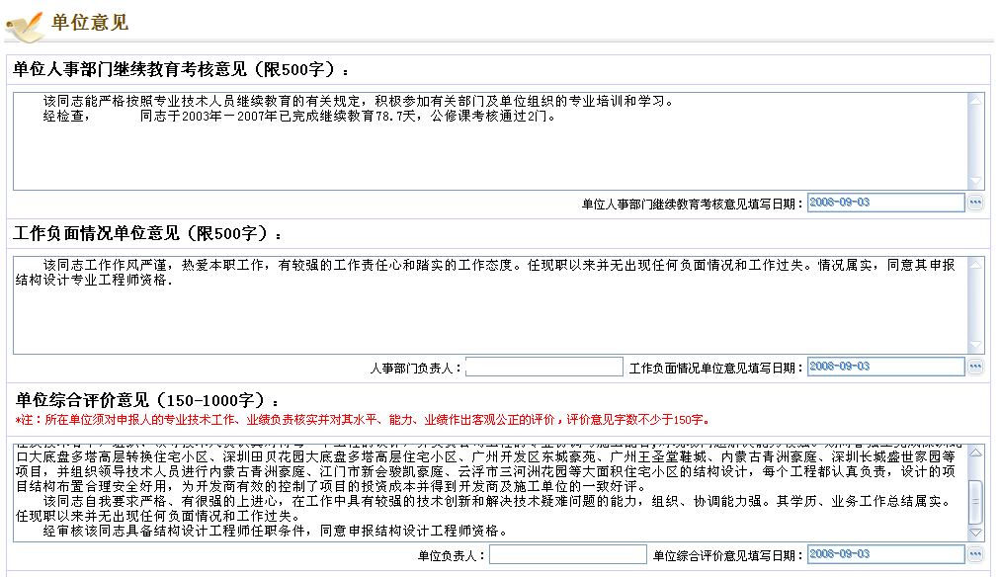 单位意见
单位人事部门继续教育考核意见（限500字）：
该同志能严格按照专业技术人员继续教育的有关规定，积极参加有关部门及单位组织的专业培训和学习。
经检查， 同志于2003年－2007年已完成继续教育78.7天，公修课考核通过2门。
单位人事部门继续教育考核意见填写日期：2008-09-03
工作负面情况单位意见（限500字）：
该同志工作作风严谨，热爱本职工作，有较强的工作责任心和踏实的工作态度。任现职以来并无出现任何负面情况和工作过失。情况属实，同意其申报
结构设计专业工程师资格.
人事部门负责人： 工作负面情况单位意见填写日期：2008-09-03
单位综合评价意见（150-1000字）：
*注：所在单位须对申报人的专业技术工作、业绩负责核实并对其水平、能力、业绩作出客观公正的评价，评价意见字数不少于150字。
口大底盘多塔高层转换住宅小区、深圳田贝花园大底盘多塔高层住宅小区、广州开发区东城豪苑、广州王圣堂鞋城、内蒙古青洲豪庭、深圳长城盛世家园等
项目，并组织领导技术人员进行内蒙古青洲豪庭、江门市新会骏凯豪庭、云浮市三河洲花园等大面积住宅小区的结构设计，每个工程都认真负责，设计的项
目结构布置合理安全好用，为开发商有效的控制了项目的投资成本并得到开发商及施工单位的一致好评。
该同志自我要求严格、有很强的上进心，在工作中具有较强的技术创新和解决技术疑难问题的能力，组织、协调能力强。其学历、业务工作总结属实。
任现职以来并无出现任何负面情况和工作过失。
经审核该同志具备结构设计工程师任职条件，同意申报结构设计工程师资格。
单位负责人： 单位综合评价意见填写日期：2008-09-03